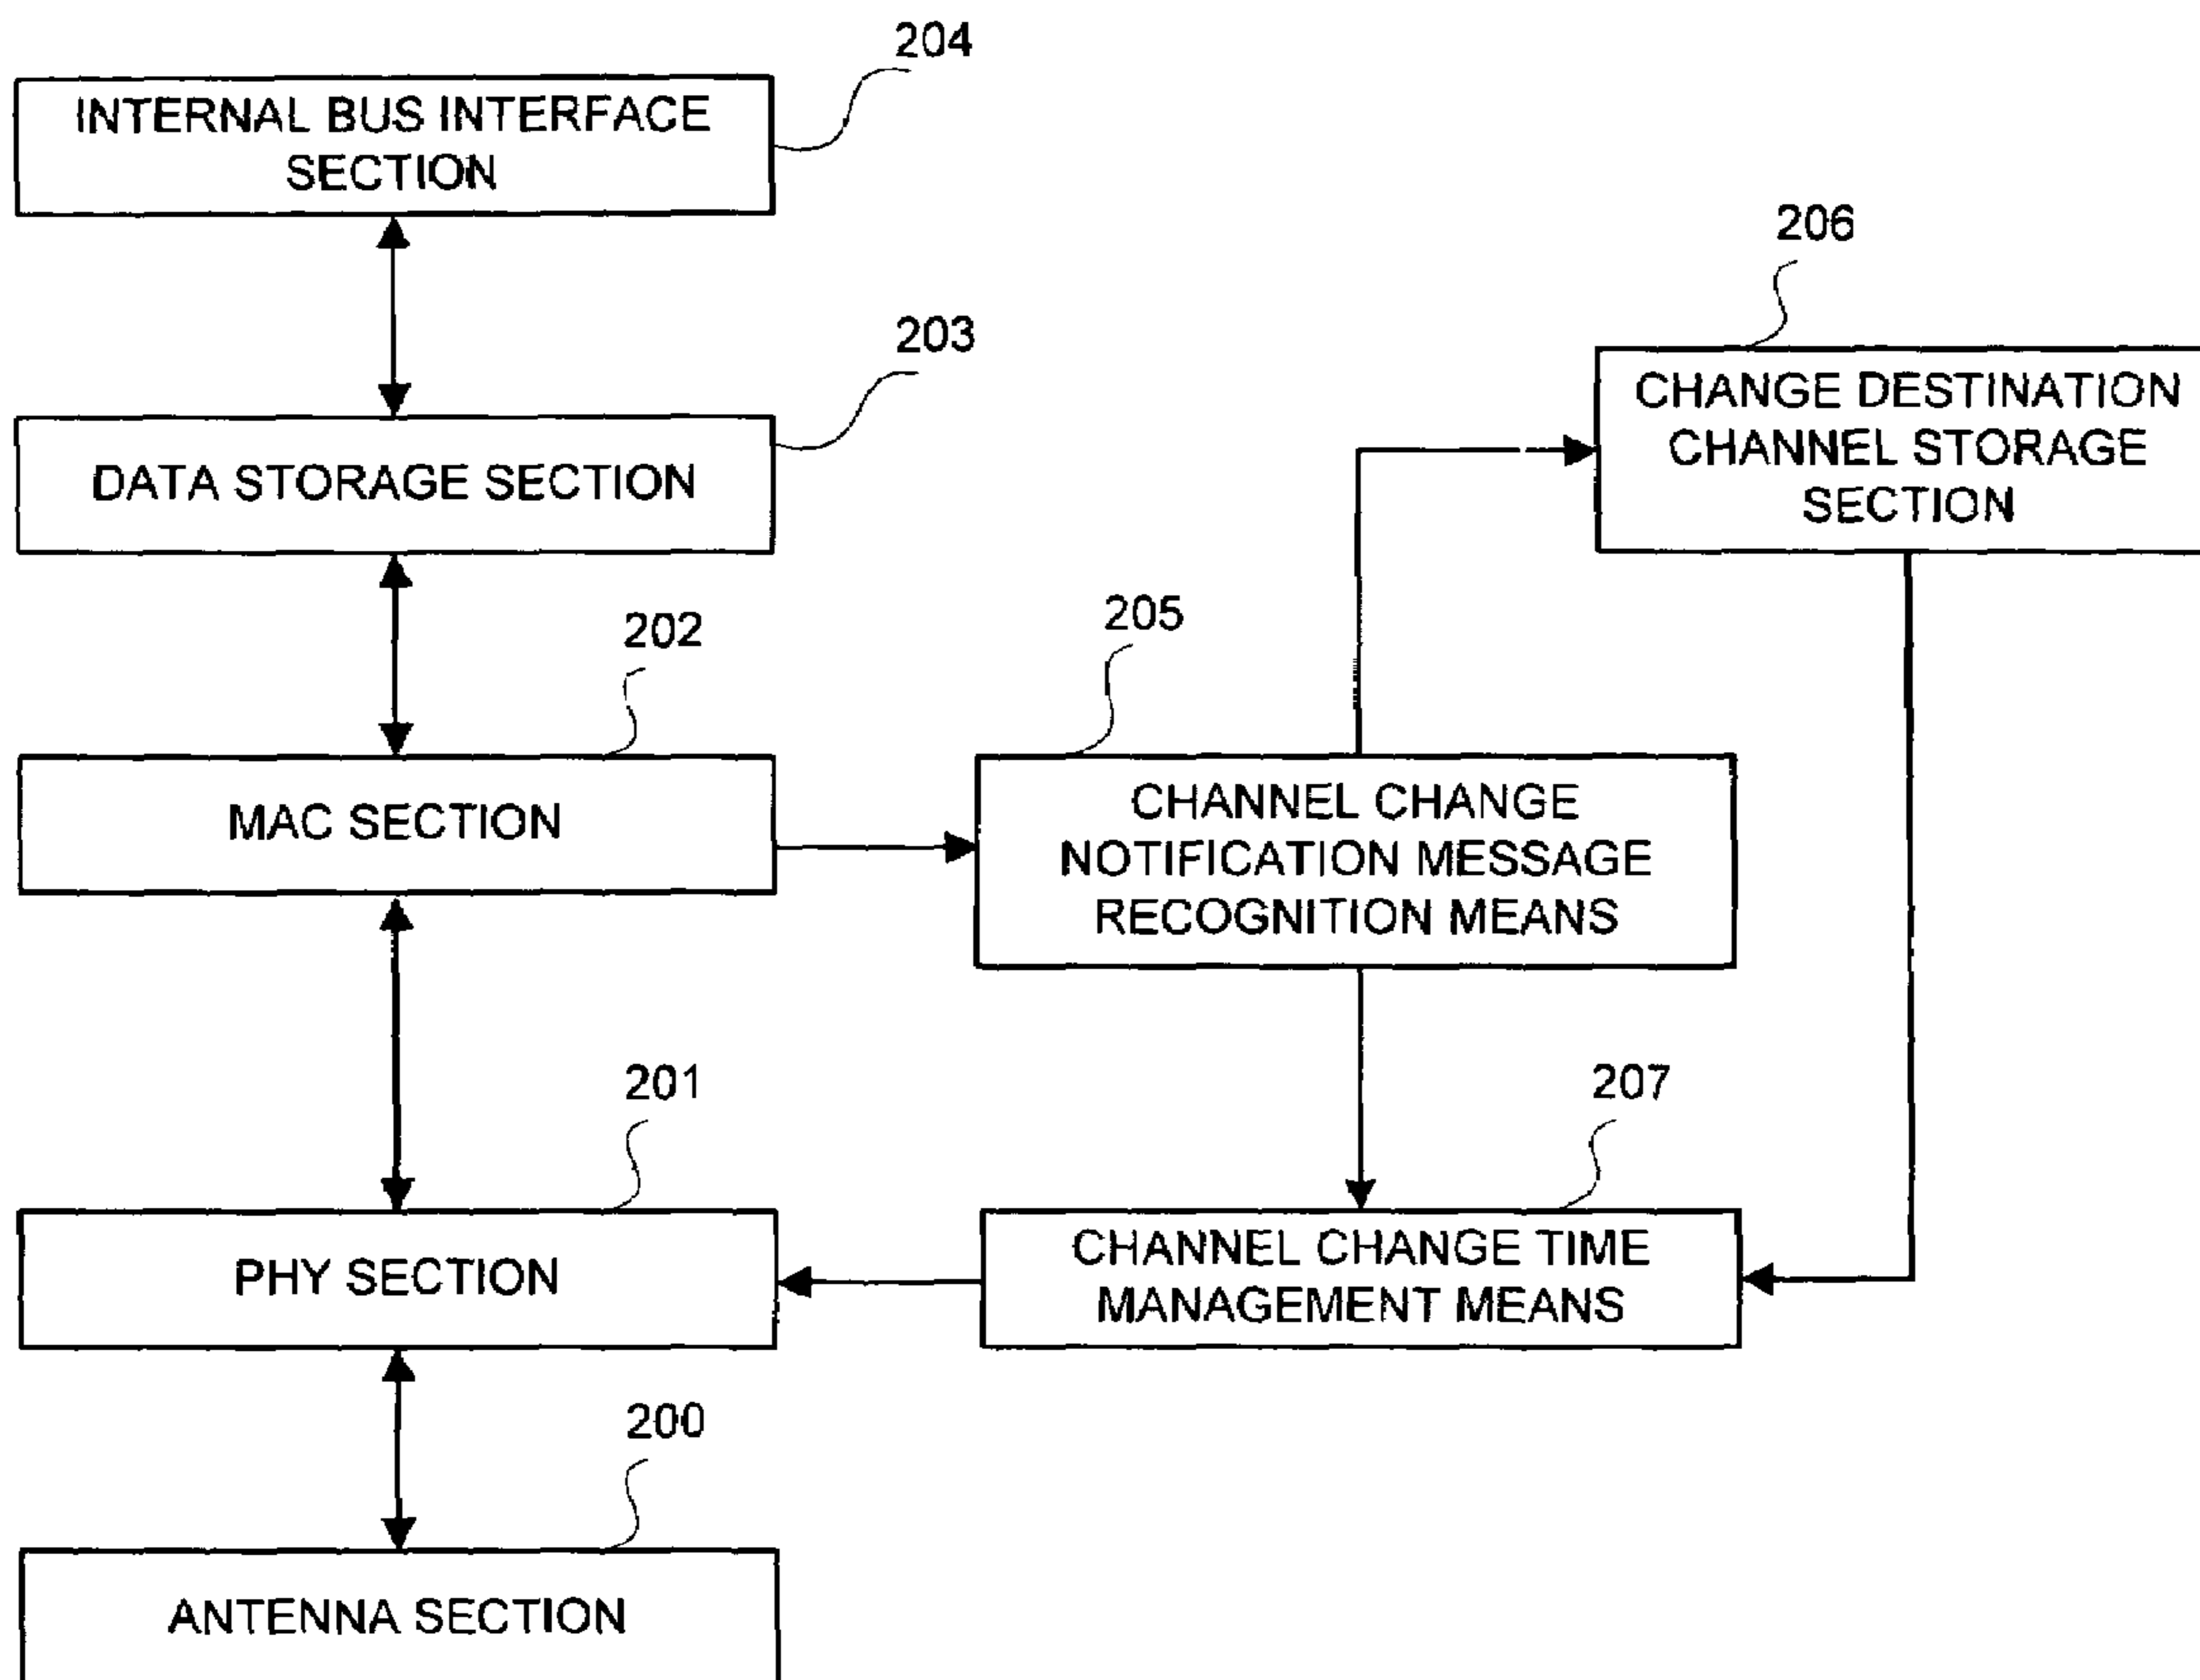 204
INTERNAL BUS INTERFACE
SECTION
206
203
CHANGE DESTINATION
CHANNEL STORAGE
SECTION
DATA STORAGE SECTION
205
202
CHANNEL CHANGE
NOTIFICATION MESSAGE
RECOGNITION MEANS
MAC SECTION
201
207
CHANNEL CHANGE TIME
MANAGEMENT MEANS
PHY SECTION
200
ANTENNA SECTION